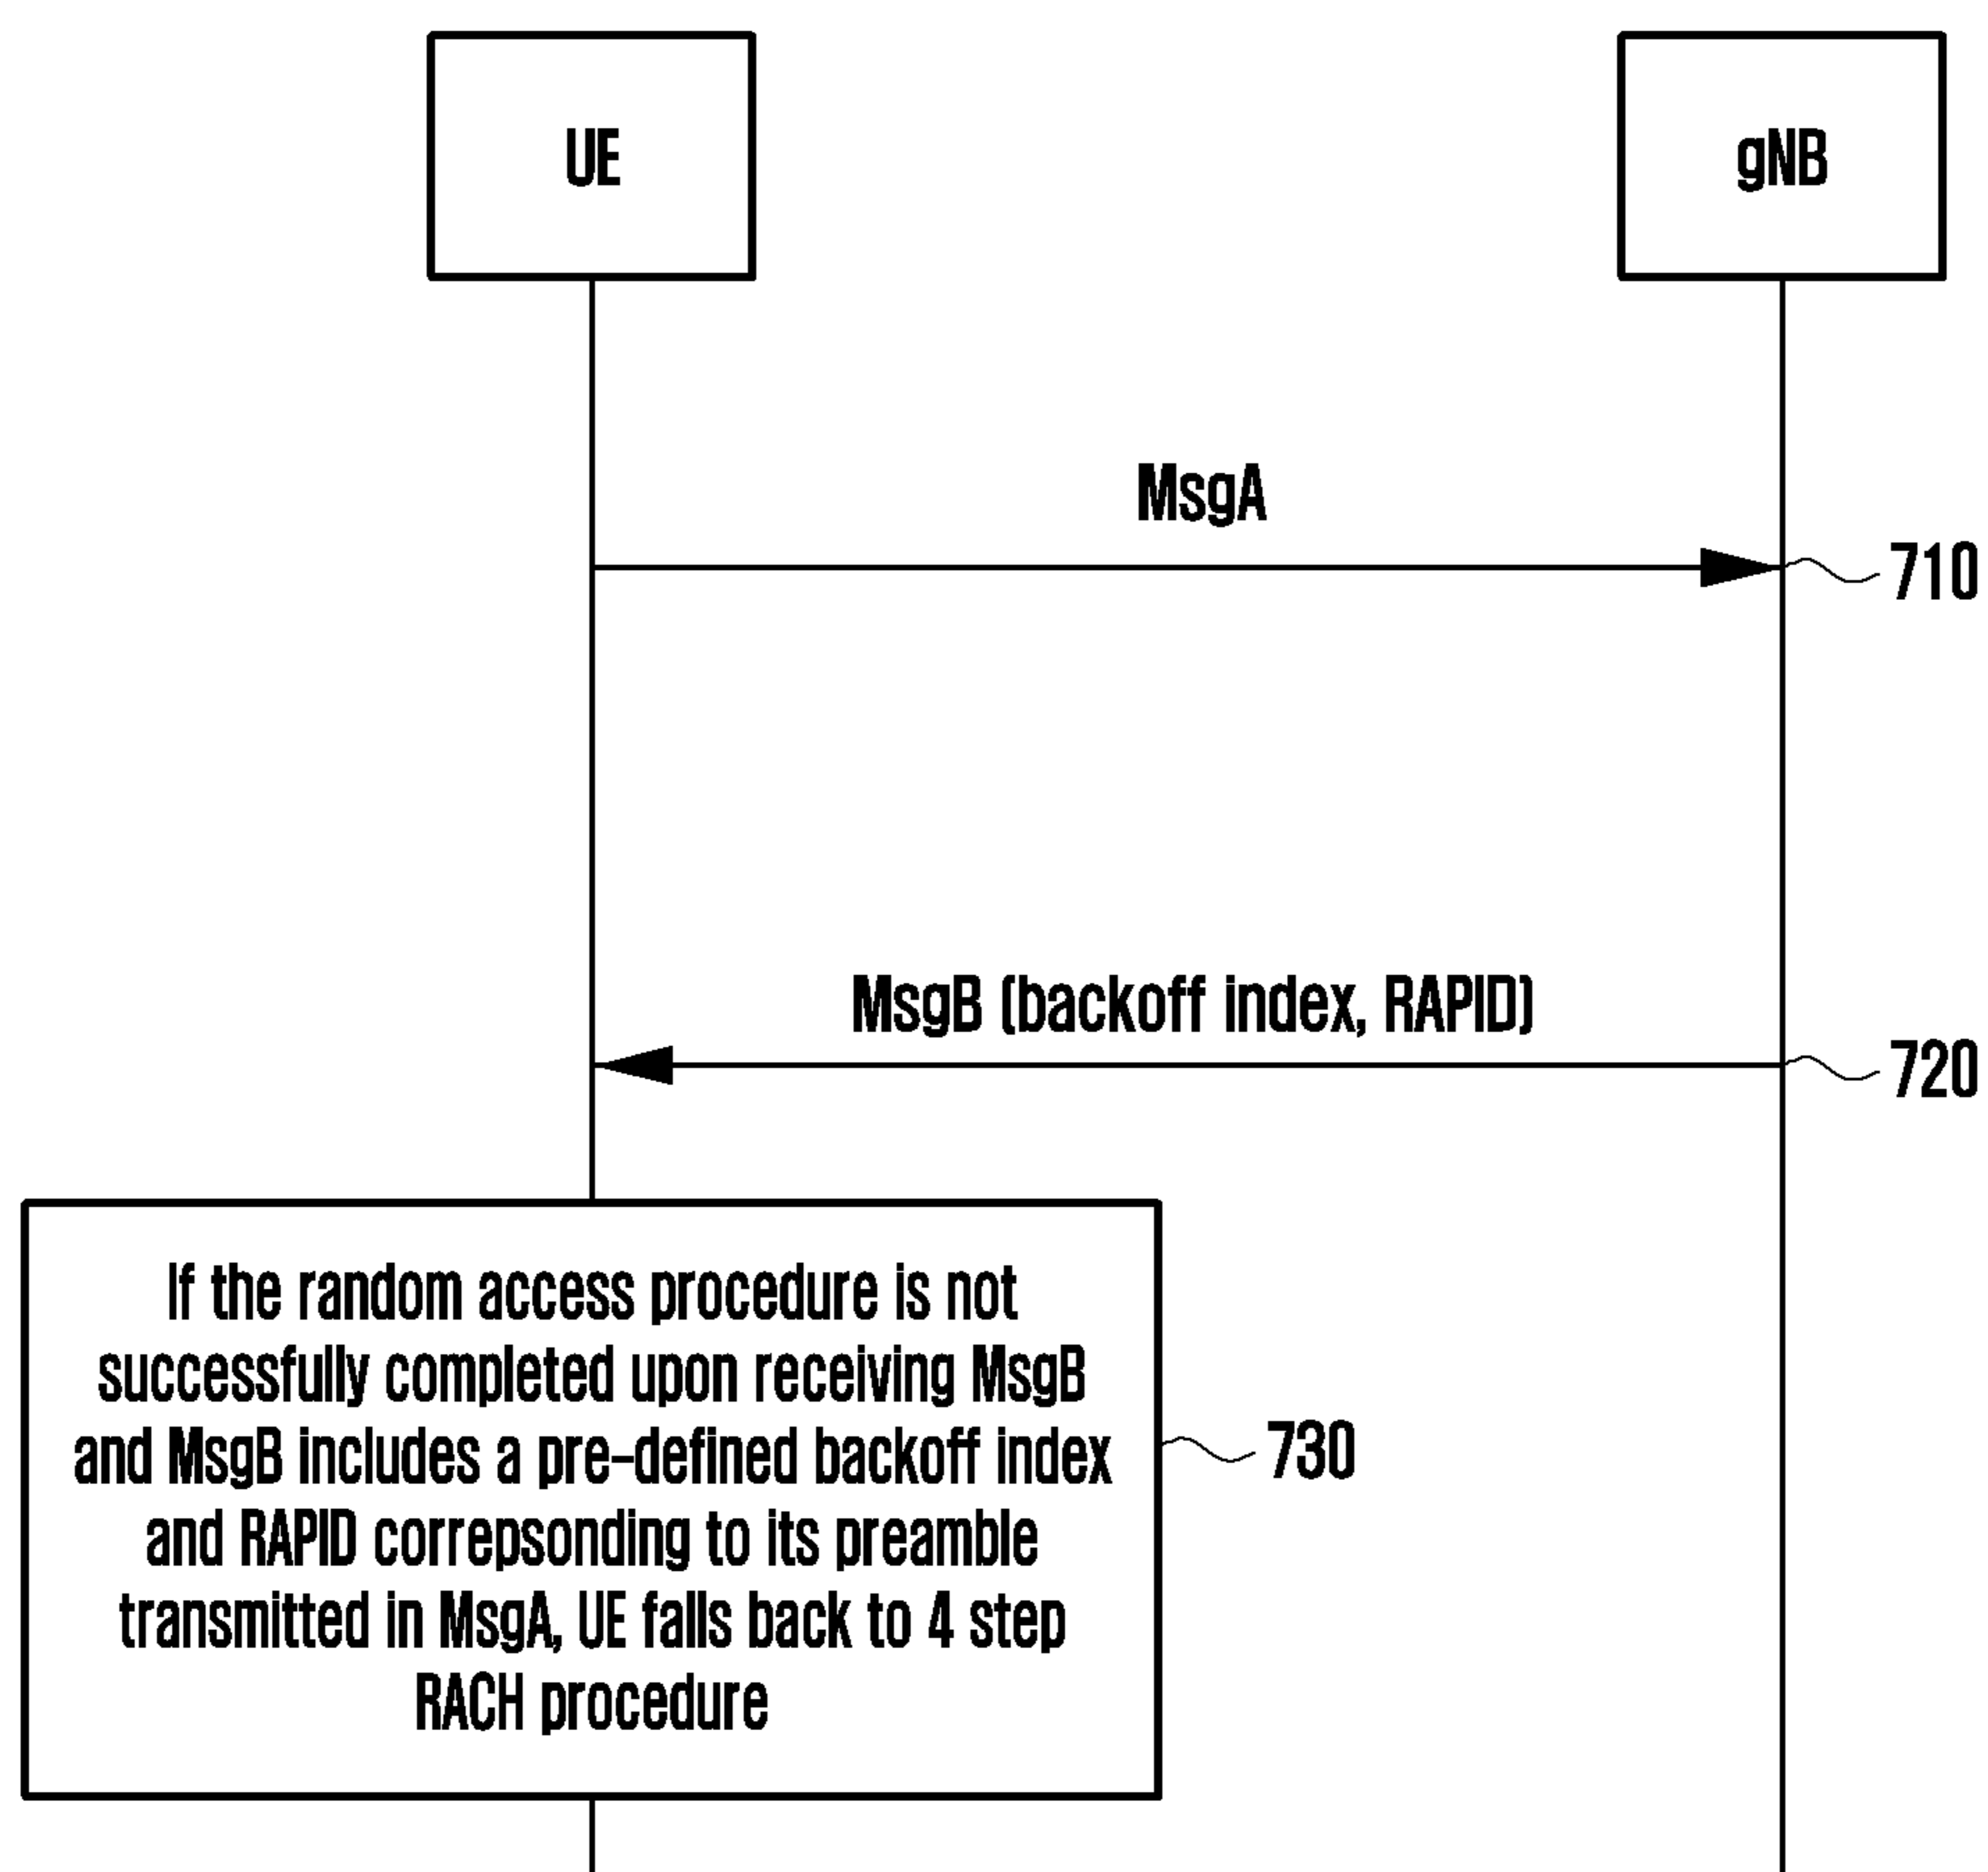 UE
gNB
MsgA
710
MsgB (backoff index, RAPID)
720
If the random access procedure is not
successfully completed upon receiving MsgB
and MsgB includes a pre-defined backoff index
and RAPID correpsonding to its preamble
transmitted in MsgA, UE falls back to 4 step
RACH procedure
730